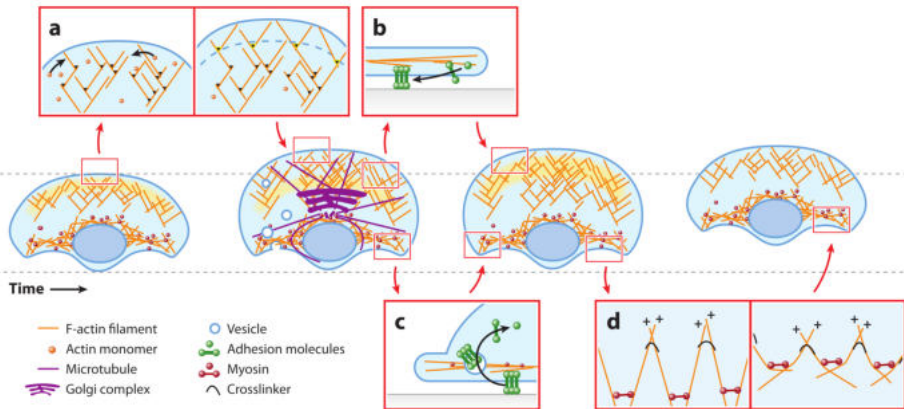 a
b
Time
F-actin filament
Actin monomer
Microtubule
Golgi complex
Vesicle
Adhesion molecules
Myosin
Crosslinker
c
d
+ + + +
+ + + + + +